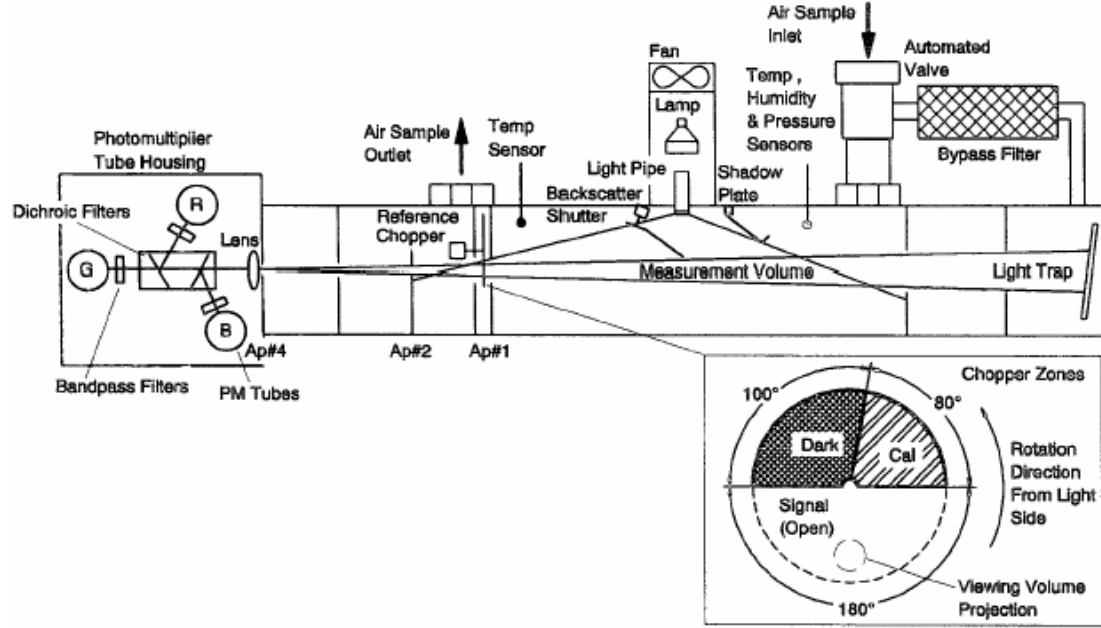 Air Sample
Inlet
Automated
Valve
Fan
Lamp
Temp ,
Humidity
& Pressure
Sensors
Bypass Filter
Photomultiplier
Tube Housing
Air Sample
Outlet
Temp
Sensor
Light Pipe
Backscatter
Shutter
Shadow
Plate
Dichroic Filters
R
Reference
Chopper
Lens
G
Measurement Volume
Light Trap
B
Ap#4
Ap#2
Ap#1
Bandpass Filters
PM Tubes
Chopper Zones
100°
80°
Dark
Cal
Rotation
Direction
From Light
Side
Signal
(Open)
Viewing Volume
Projection
180°